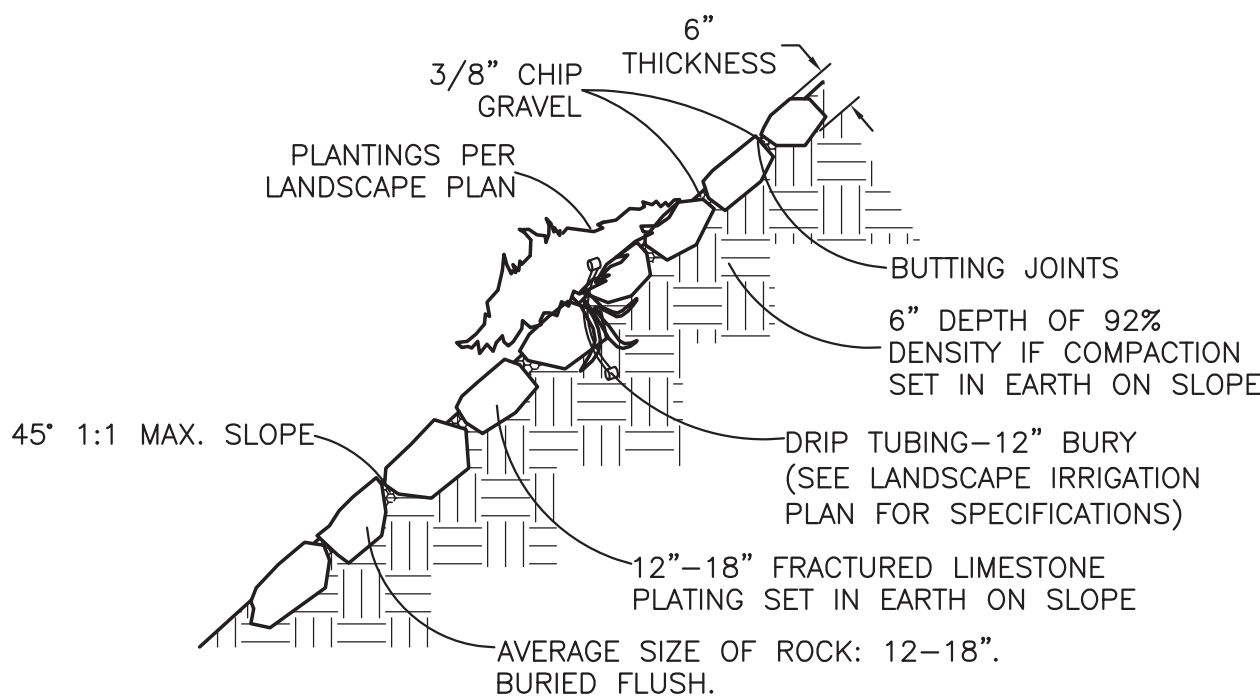 6”
THICKNESS
3/8” CHIP
GRAVEL
PLANTINGS PER
LANDSCAPE PLAN
BUTTING JOINTS
6” DEPTH OF 92%
DENSITY IF COMPACTION
SET IN EARTH ON SLOPE
45° 1:1 MAX. SLOPE
DRIP TUBING–12” BURY
(SEE LANDSCAPE IRRIGATION
PLAN FOR SPECIFICATIONS)
12”–18” FRACTURED LIMESTONE
PLATING SET IN EARTH ON SLOPE
AVERAGE SIZE OF ROCK: 12–18”.
BURIED FLUSH.